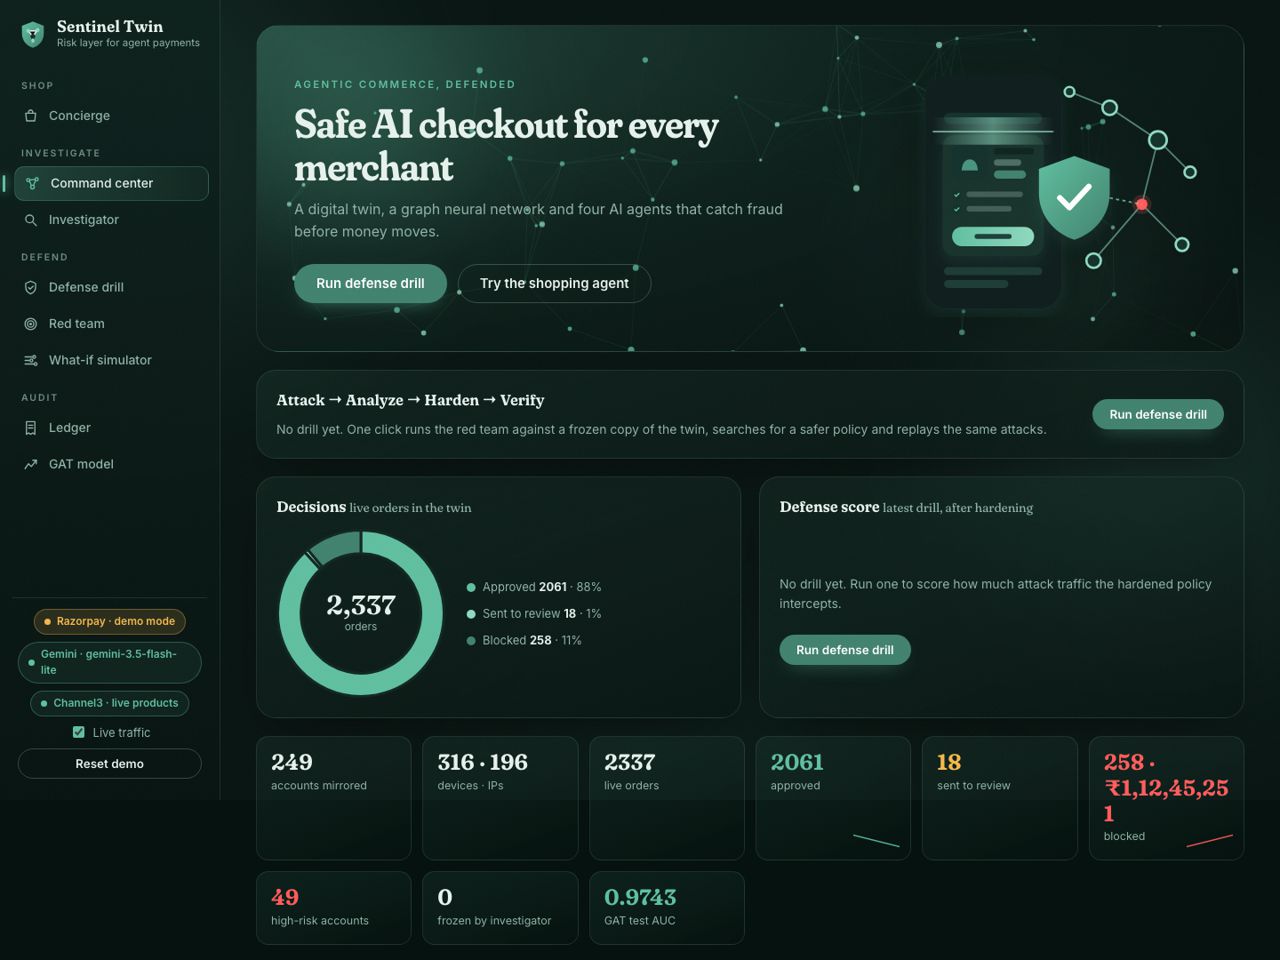 Sentinel Twin
Risk layer for agent payments
SHOP
Concierge
INVESTIGATE
Command center
Investigator
DEFEND
Defense drill
Red team
What-if simulator
AUDIT
Ledger
GAT model
Razorpay · demo mode
Gemini · gemini-3.5-flash-
lite
Channel3 · live products
Live traffic
Reset demo
AGENTIC COMMERCE, DEFENDED
Safe AI checkout for every
merchant
A digital twin, a graph neural network and four AI agents that catch fraud
before money moves.
Run defense drill
Try the shopping agent
Attack → Analyze → Harden → Verify
No drill yet. One click runs the red team against a frozen copy of the twin, searches for a safer policy and replays the same attacks.
Run defense drill
Decisions live orders in the twin
2,337
orders
Approved 2061 · 88%
Sent to review 18 · 1%
Blocked 258 · 11%
Defense score latest drill, after hardening
No drill yet. Run one to score how much attack traffic the hardened policy
intercepts.
Run defense drill
249
accounts mirrored
316 · 196
devices · IPs
2337
live orders
2061
approved
18
sent to review
258 ·
₹1,12,45,25
1
blocked
49
high-risk accounts
0
frozen by investigator
0.9743
GAT test AUC